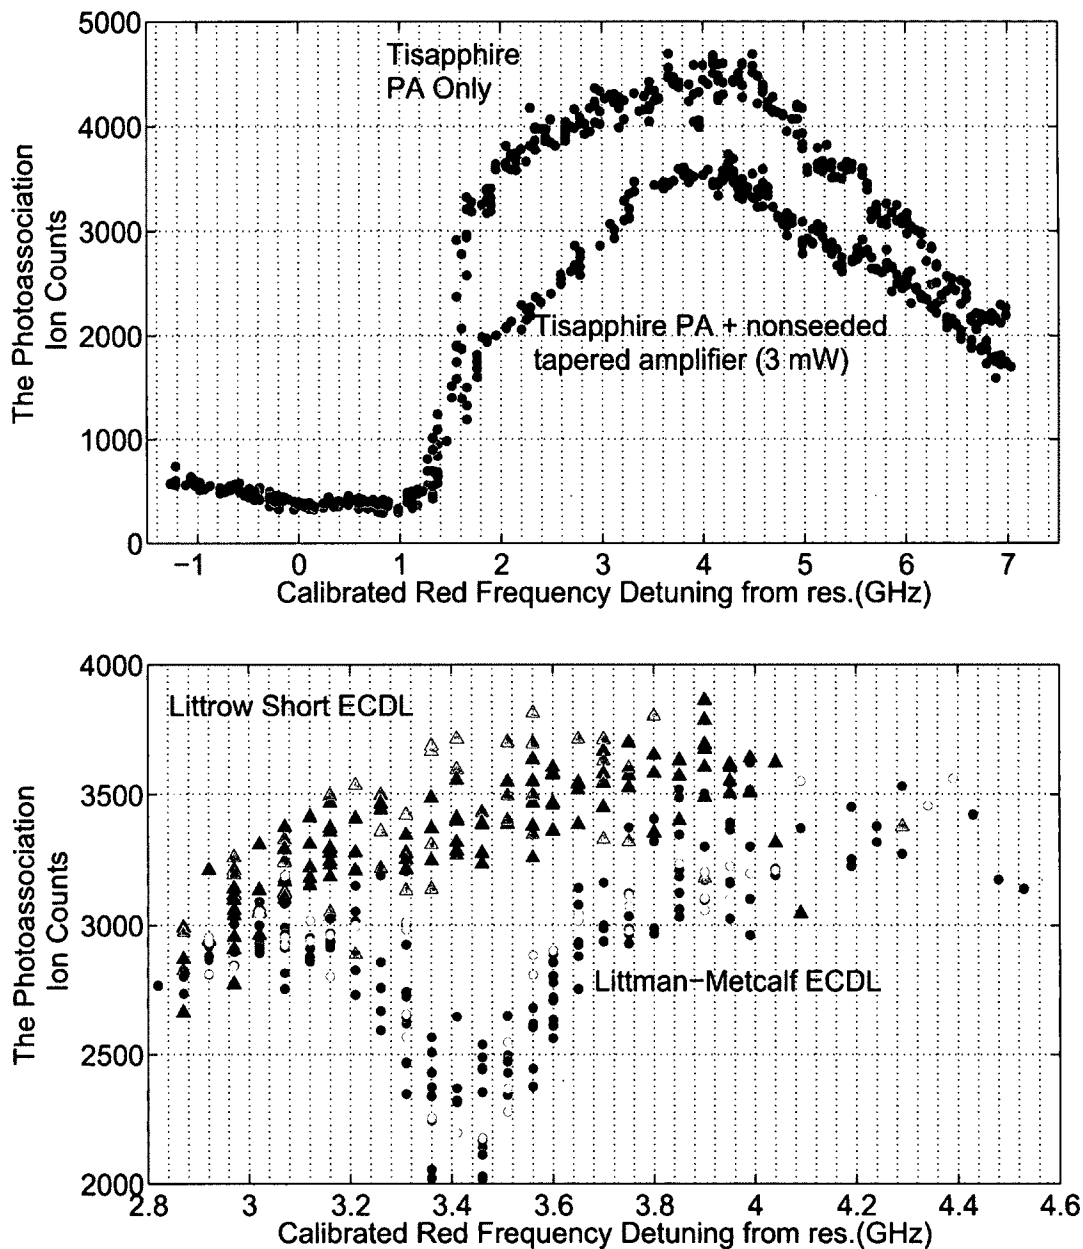 5000
4000
3000
2000
1000
0
The Photoassociation
Ion Counts
Tisapphire
PA Only
Tisapphire PA + nonseeded
tapered amplifier (3 mW)
−1 0 1 2 3 4 5 6 7
Calibrated Red Frequency Detuning from res.(GHz)
4000
3500
3000
2500
2000
The Photoassociation
Ion Counts
Littrow Short ECDL
Littman−Metcalf ECDL
2.8 3 3.2 3.4 3.6 3.8 4 4.2 4.4 4.6
Calibrated Red Frequency Detuning from res.(GHz)